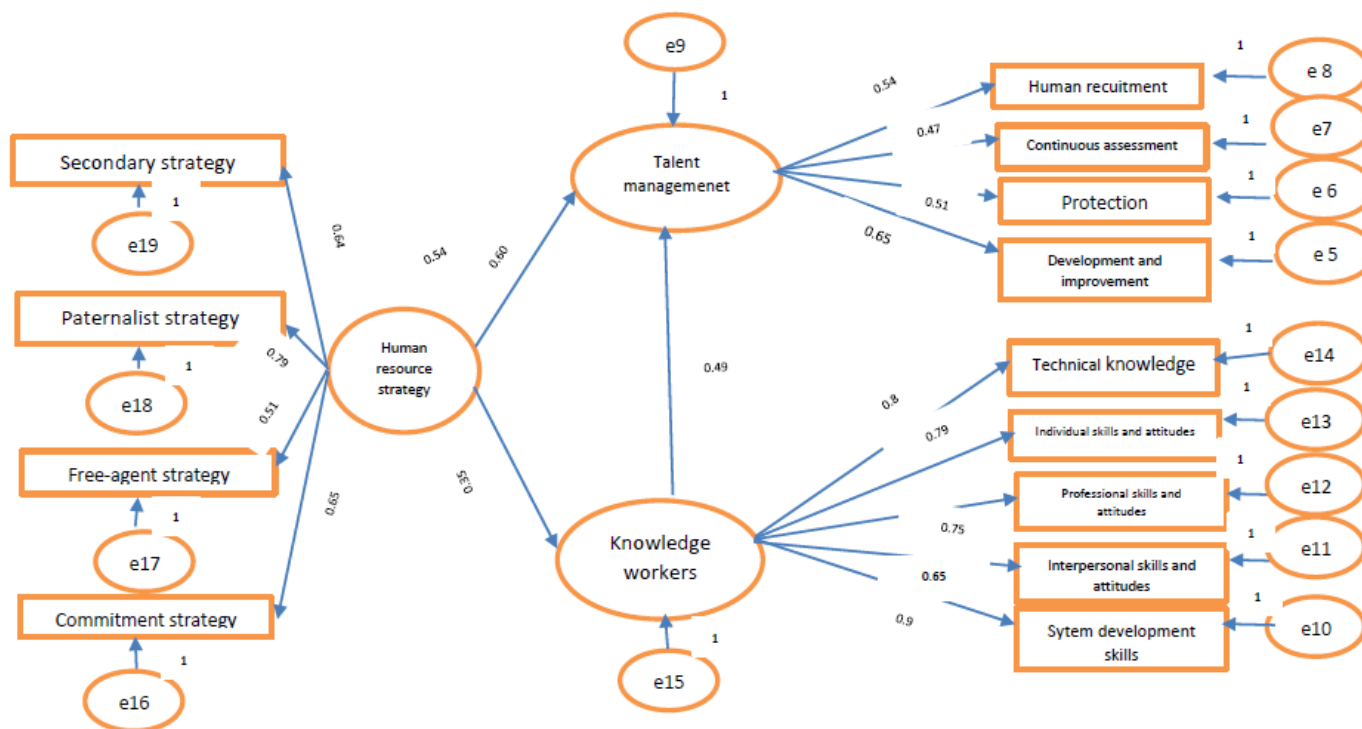 Secondary strategy
1
e19
Paternalist strategy
1
e18
Free-agent strategy
1
e17
Commitment strategy
1
e16
0.64
0.79
0.51
0.65
Human
resource
strategy
0.54
0.60
0.35
e9
1
Talent
managemenet
0.49
Knowledge
workers
1
e15
0.54
0.47
0.51
0.65
Human recuitment
1
e 8
Continuous assessment
1
e7
Protection
1
e 6
Development and
improvement
1
e 5
0.8
0.79
0.75
0.65
0.9
Technical knowledge
1
e14
Individual skills and attitudes
1
e13
Professional skills and
attitudes
1
e12
Interpersonal skills and
attitudes
1
e11
Sytem development
skills
1
e10